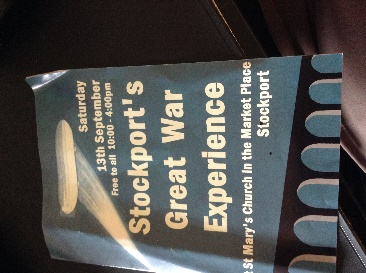 Saturday
13th September
Free to all 10:00 - 4:00pm
Stockport's
Great War
Experience
St Mary's Church in the Market Place
Stockport